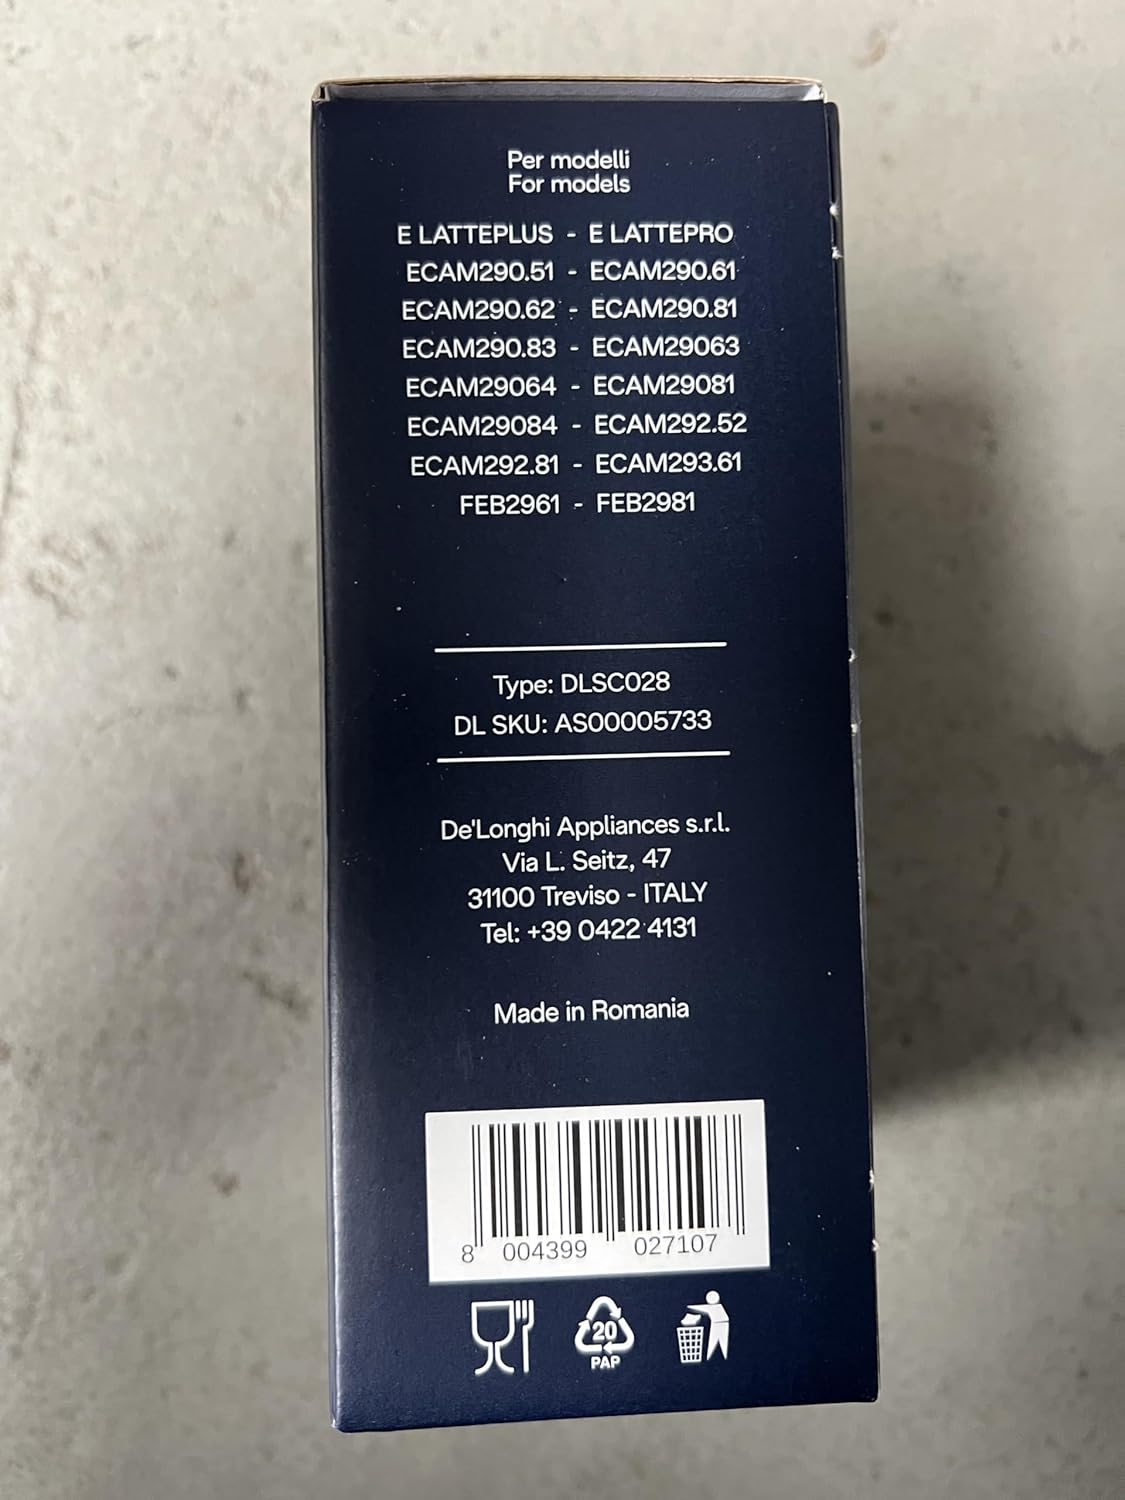 Per modelli
For models
E LATTEPLUS - E LATTEPRO
ECAM290.51 - ECAM290.61
ECAM290.62 - ECAM290.81
ECAM290.83 - ECAM29063
ECAM29064 - ECAM29081
ECAM29084 - ECAM292.52
ECAM292.81 - ECAM293.61
FEB2961 - FEB2981
Type: DLSC028
DL SKU: AS00005733
De'Longhi Appliances s.r.l.
Via L. Seitz, 47
31100 Treviso - ITALY
Tel: +39 0422 4131
Made in Romania
8 004399 027107
20
PAP